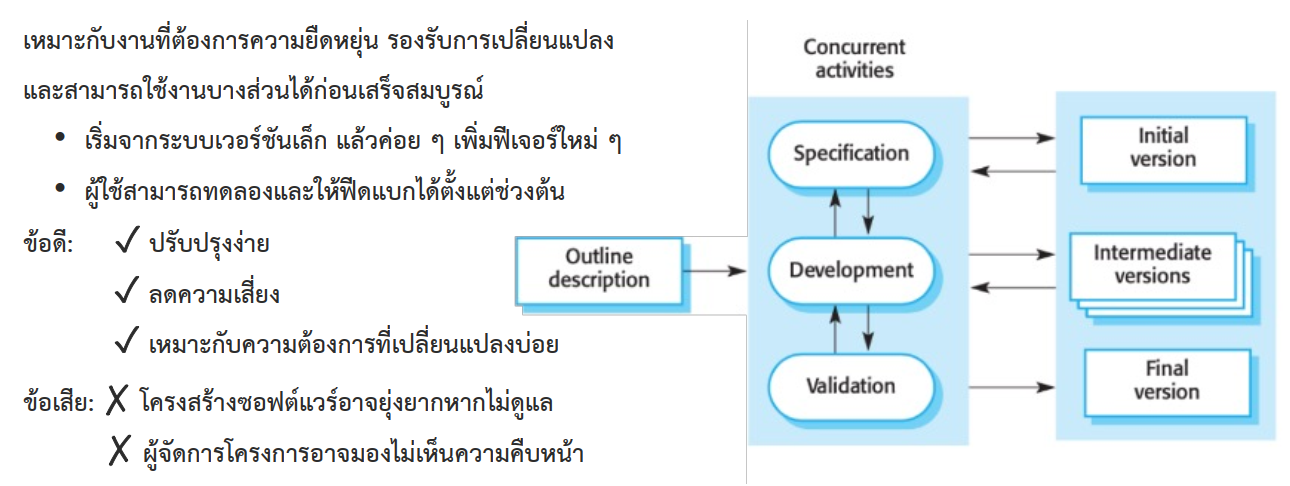 เหมาะกับงานที่ต้องการความยืดหยุ่น รองรับการเปลี่ยนแปลง
และสามารถใช้งานบางส่วนได้ก่อนเสร็จสมบูรณ์
• เริ่มจากระบบเวอร์ชันเล็ก แล้วค่อย ๆ เพิ่มฟีเจอร์ใหม่ ๆ
• ผู้ใช้สามารถทดลองและให้ฟีดแบกได้ตั้งแต่ช่วงต้น
ข้อดี: ✓ ปรับปรุงง่าย
✓ ลดความเสี่ยง
✓ เหมาะกับความต้องการที่เปลี่ยนแปลงบ่อย
ข้อเสีย: ✗ โครงสร้างซอฟต์แวร์อาจยุ่งยากหากไม่ดูแล
✗ ผู้จัดการโครงการอาจมองไม่เห็นความคืบหน้า
Concurrent
activities
Outline
description
Specification
Development
Validation
Initial
version
Intermediate
versions
Final
version